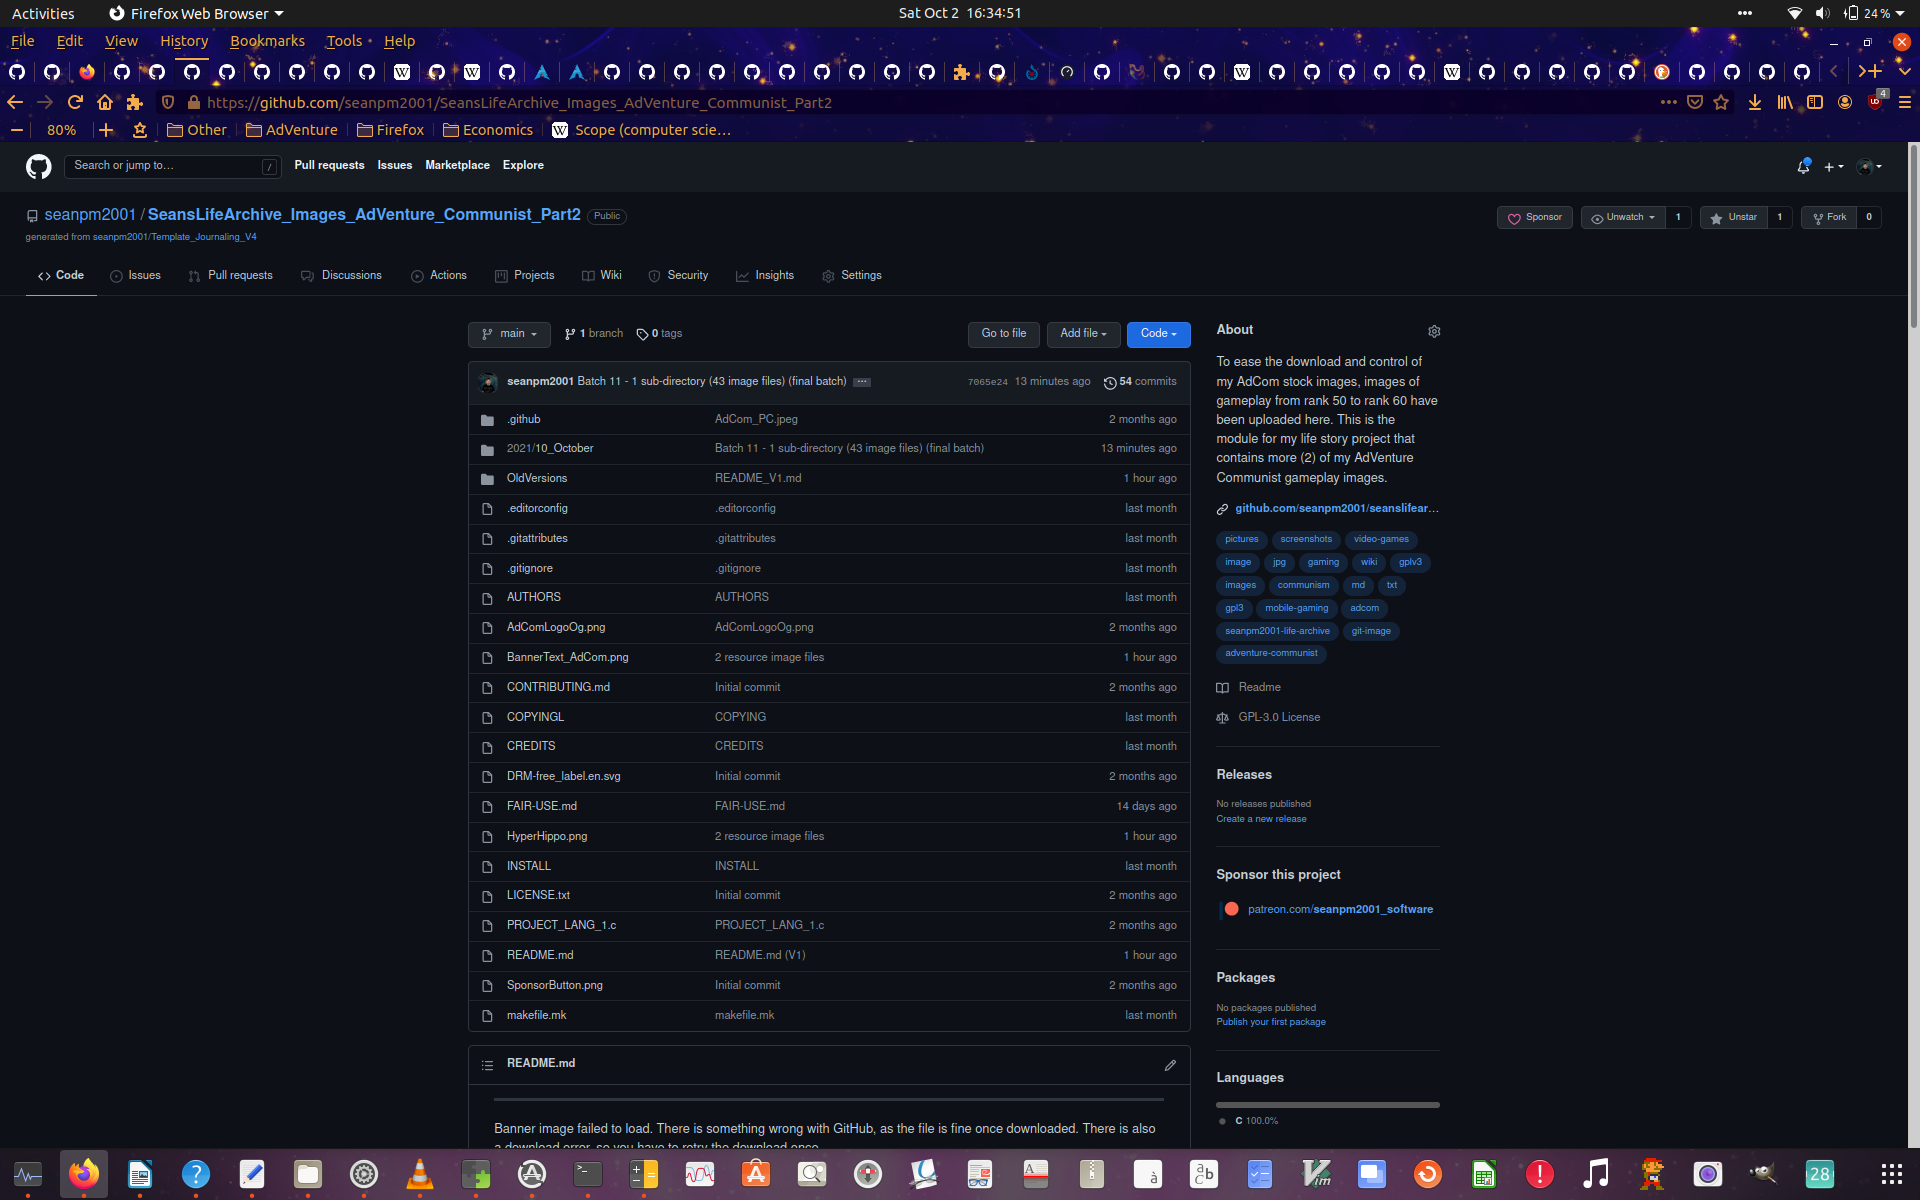 Activities Firefox Web Browser Sat Oct 2 16:34:51 24 %
File Edit View History Bookmarks Tools Help
https://github.com/seanpm2001/SeansLifeArchive_Images_AdVenture_Communist_Part2 4
80% Other AdVenture Firefox Economics Scope (computer scie…
Search or jump to… / Pull requests Issues Marketplace Explore
seanpm2001 / SeansLifeArchive_Images_AdVenture_Communist_Part2 Public
Sponsor Unwatch 1 Unstar 1 Fork 0
generated from seanpm2001/Template_Journaling_V4
Code Issues Pull requests Discussions Actions Projects Wiki Security Insights Settings
main 1 branch 0 tags Go to file Add file Code
seanpm2001 Batch 11 - 1 sub-directory (43 image files) (final batch) … 7065e24 13 minutes ago 54 commits
.github AdCom_PC.jpeg 2 months ago
2021/10_October Batch 11 - 1 sub-directory (43 image files) (final batch) 13 minutes ago
OldVersions README_V1.md 1 hour ago
.editorconfig .editorconfig last month
.gitattributes .gitattributes last month
.gitignore .gitignore last month
AUTHORS AUTHORS last month
AdComLogoOg.png AdComLogoOg.png 2 months ago
BannerText_AdCom.png 2 resource image files 1 hour ago
CONTRIBUTING.md Initial commit 2 months ago
COPYINGL COPYING last month
CREDITS CREDITS last month
DRM-free_label.en.svg Initial commit 2 months ago
FAIR-USE.md FAIR-USE.md 14 days ago
HyperHippo.png 2 resource image files 1 hour ago
INSTALL INSTALL last month
LICENSE.txt Initial commit 2 months ago
PROJECT_LANG_1.c PROJECT_LANG_1.c 2 months ago
README.md README.md (V1) 1 hour ago
SponsorButton.png Initial commit 2 months ago
makefile.mk makefile.mk last month
README.md
Banner image failed to load. There is something wrong with GitHub, as the file is fine once downloaded. There is also
a download error, so you have to retry the download once.
About
To ease the download and control of
my AdCom stock images, images of
gameplay from rank 50 to rank 60 have
been uploaded here. This is the
module for my life story project that
contains more (2) of my AdVenture
Communist gameplay images.
github.com/seanpm2001/seanslifear…
pictures screenshots video-games
image jpg gaming wiki gplv3
images communism md txt
gpl3 mobile-gaming adcom
seanpm2001-life-archive git-image
adventure-communist
Readme
GPL-3.0 License
Releases
No releases published
Create a new release
Sponsor this project
patreon.com/seanpm2001_software
Packages
No packages published
Publish your first package
Languages
C 100.0%
28